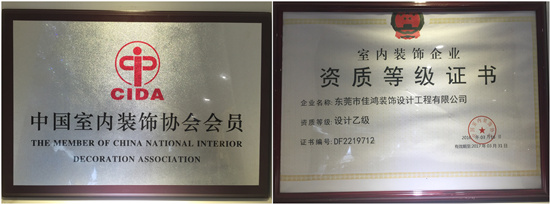 CIDA
中国室内装饰协会会员
THE MEMBER OF CHINA NATIONAL INTERIOR
DECORATION ASSOCIATION
室内装饰企业
资质等级证书
企业名称：东莞市佳鸿装饰设计工程有限公司
资质等级：设计乙级
证书编号：DF2219712